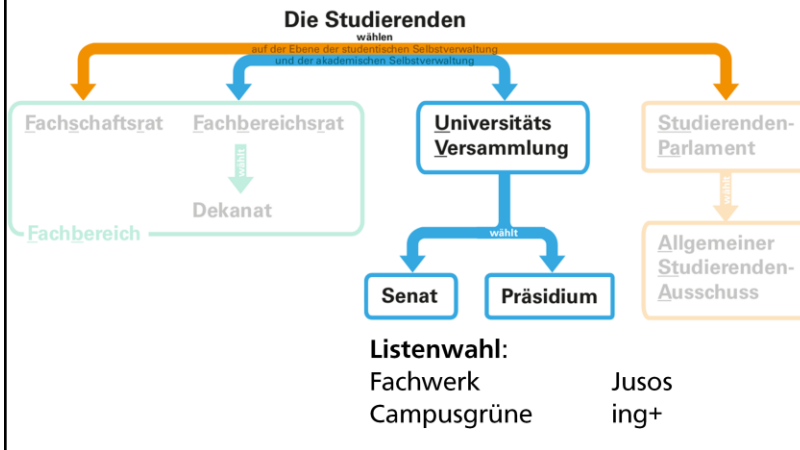 Die Studierenden
wählen
auf der Ebene der studentischen Selbstverwaltung
und der akademischen Selbstverwaltung
Fachschaftsrat Fachbereichsrat
wählt
Dekanat
Fachbereich
Universitäts
Versammlung
wählt
Senat Präsidium
Studierenden-
Parlament
wählt
Allgemeiner
Studierenden-
Ausschuss
Listenwahl:
Fachwerk Jusos
Campusgrüne ing+